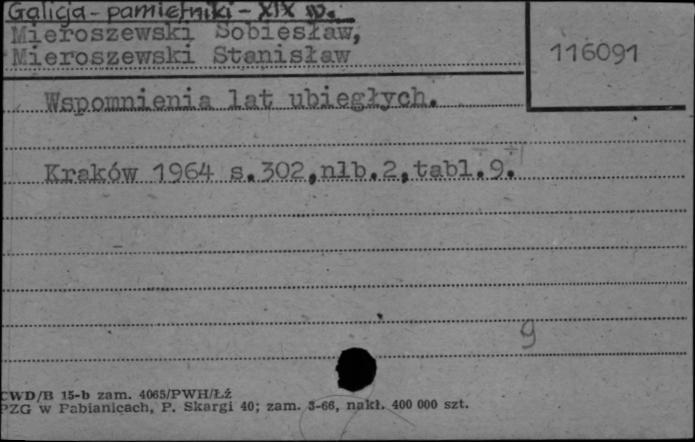 Galicja - pamiętniki - XIX w.
Mieroszewski Sobiesław,
Mieroszewski Stanisław
116091
Wspomnienia lat ubiegłych.
Kraków 1964 s.302,nlb.2,tabl.9.
9
CWD/B 15-b zam. 4065/PWH/Łź
PZG w Pabianicach, P. Skargi 40; zam. 3-66, nakł. 400 000 szt.